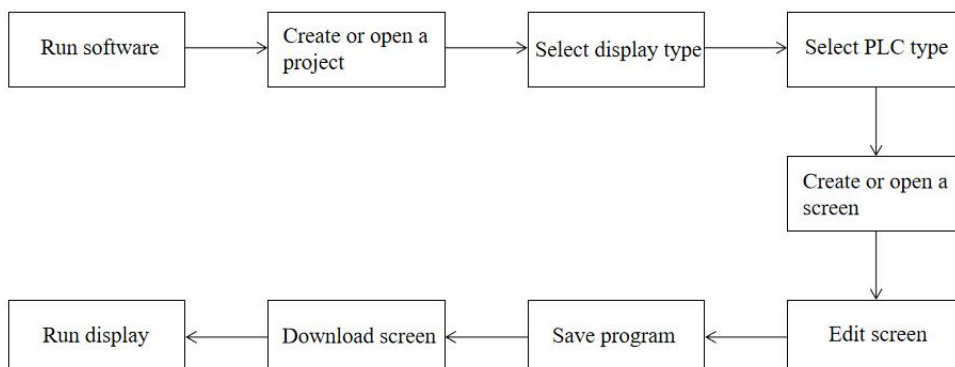 Run software
Create or open a
project
Select display type
Select PLC type
Create or open a
screen
Edit screen
Save program
Download screen
Run display